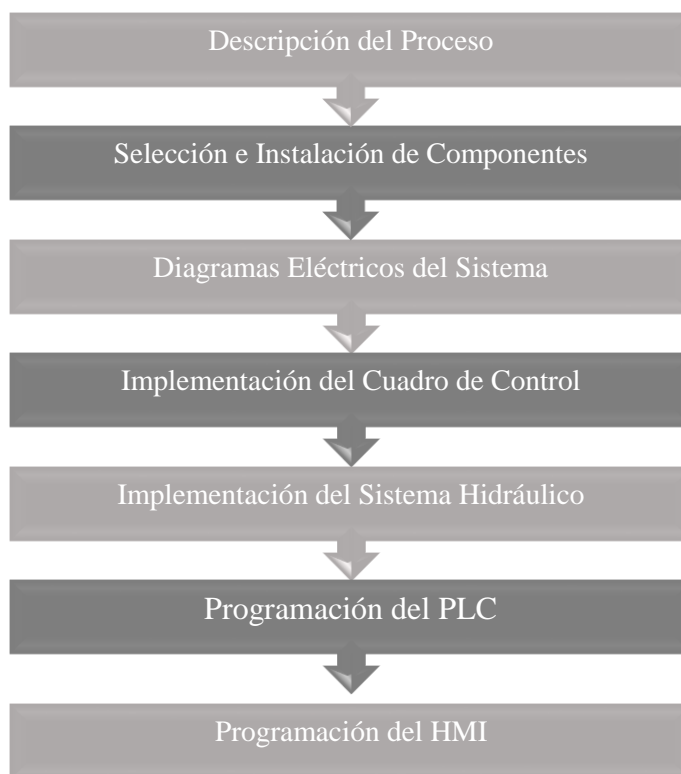 Descripción del Proceso
Selección e Instalación de Componentes
Diagramas Eléctricos del Sistema
Implementación del Cuadro de Control
Implementación del Sistema Hidráulico
Programación del PLC
Programación del HMI